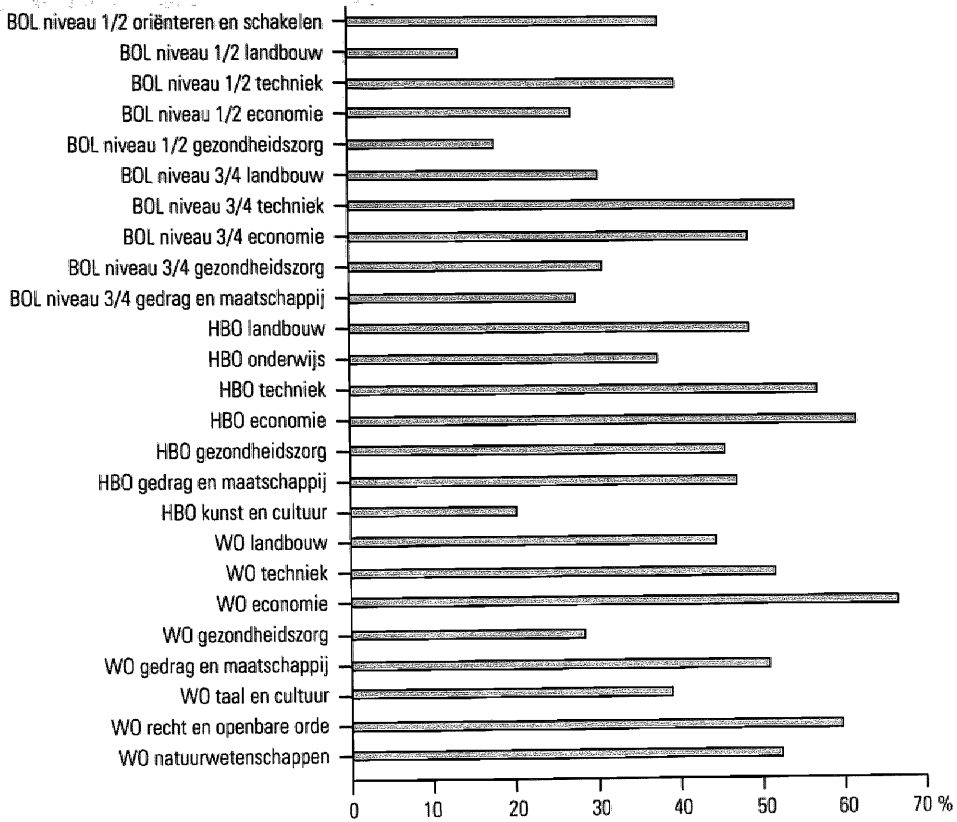 BOL niveau 1/2 oriënteren en schakelen
BOL niveau 1/2 landbouw
BOL niveau 1/2 techniek
BOL niveau 1/2 economie
BOL niveau 1/2 gezondheidszorg
BOL niveau 3/4 landbouw
BOL niveau 3/4 techniek
BOL niveau 3/4 economie
BOL niveau 3/4 gezondheidszorg
BOL niveau 3/4 gedrag en maatschappij
HBO landbouw
HBO onderwijs
HBO techniek
HBO economie
HBO gezondheidszorg
HBO gedrag en maatschappij
HBO kunst en cultuur
WO landbouw
WO techniek
WO economie
WO gezondheidszorg
WO gedrag en maatschappij
WO taal en cultuur
WO recht en openbare orde
WO natuurwetenschappen
0 10 20 30 40 50 60 70 %